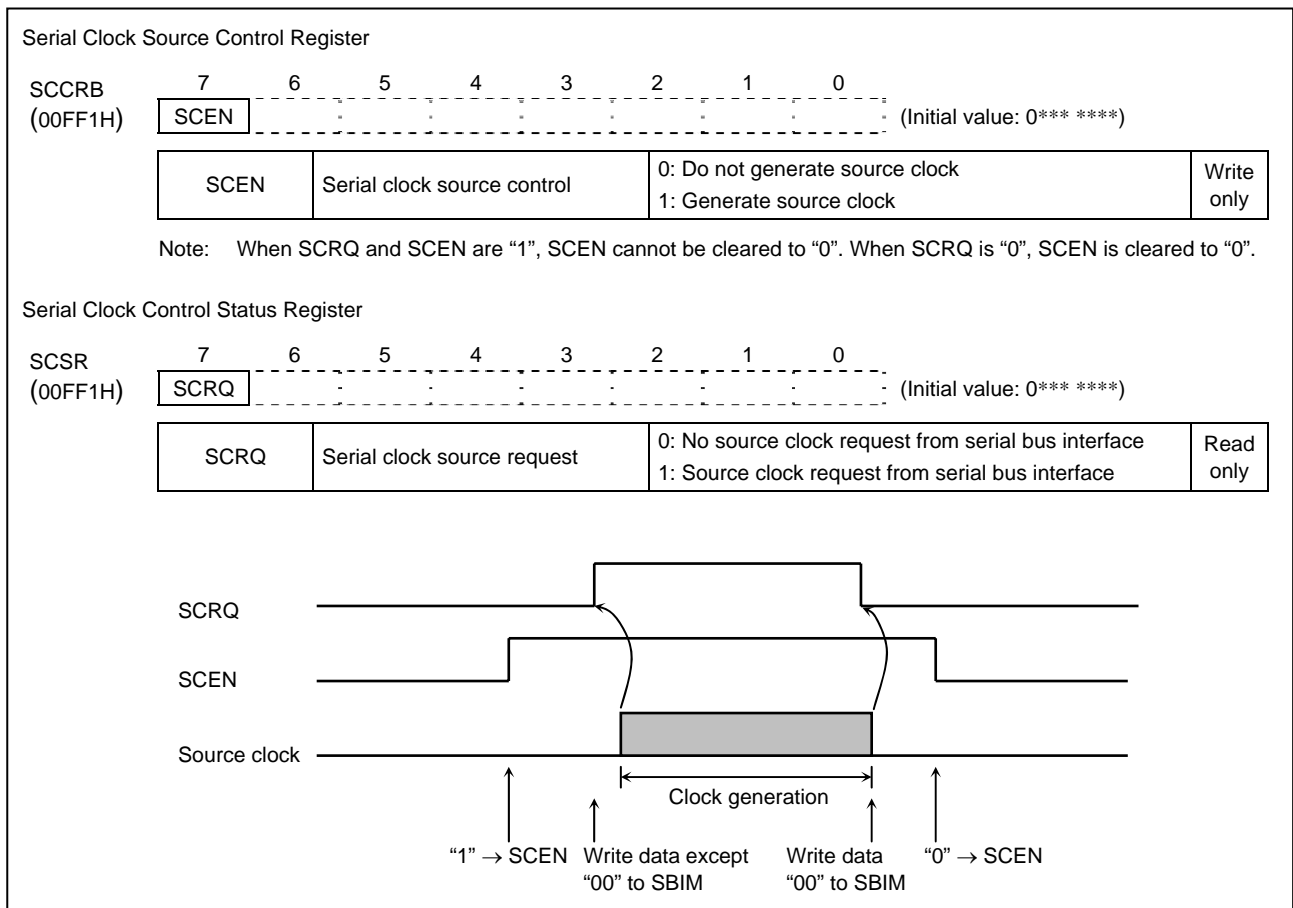 Serial Clock Source Control Register
SCCRB 7 6 5 4 3 2 1 0
(00FF1H) SCEN (Initial value: 0*** ****)
SCEN Serial clock source control 0: Do not generate source clock Write
1: Generate source clock only
Note: When SCRQ and SCEN are “1”, SCEN cannot be cleared to “0”. When SCRQ is “0”, SCEN is cleared to “0”.
Serial Clock Control Status Register
SCSR 7 6 5 4 3 2 1 0
(00FF1H) SCRQ (Initial value: 0*** ****)
SCRQ Serial clock source request 0: No source clock request from serial bus interface Read
1: Source clock request from serial bus interface only
SCRQ
SCEN
Source clock
Clock generation
“1” → SCEN Write data except Write data “0” → SCEN
“00” to SBIM “00” to SBIM